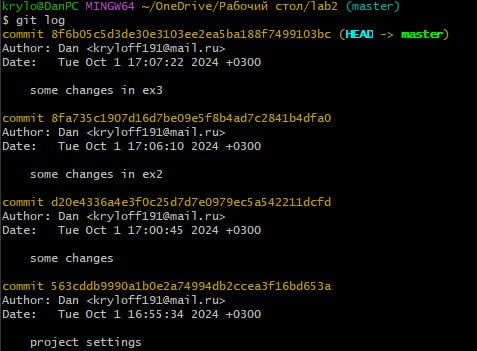 krylo@DanPC MINGW64 ~/OneDrive/Рабочий стол/lab2 (master)
$ git log
commit 8f6b05c5d3de30e3103ee2ea5ba188f7499103bc (HEAD -> master)
Author: Dan <kryloff191@mail.ru>
Date:   Tue Oct 1 17:07:22 2024 +0300

    some changes in ex3

commit 8fa735c1907d16d7be09e5f8b4ad7c2841b4dfa0
Author: Dan <kryloff191@mail.ru>
Date:   Tue Oct 1 17:06:10 2024 +0300

    some changes in ex2

commit d20e4336a4e3f0c25d7d7e0979ec5a542211dcfd
Author: Dan <kryloff191@mail.ru>
Date:   Tue Oct 1 17:00:45 2024 +0300

    some changes

commit 563cddb9990a1b0e2a74994db2ccea3f16bd653a
Author: Dan <kryloff191@mail.ru>
Date:   Tue Oct 1 16:55:34 2024 +0300

    project settings